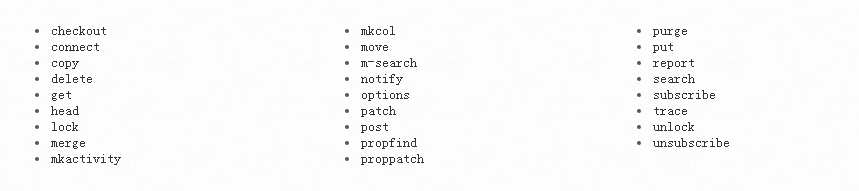 checkout
connect
copy
delete
get
head
lock
merge
mkactivity
mkcol
move
m-search
notify
options
patch
post
propfind
proppatch
purge
put
report
search
subscribe
trace
unlock
unsubscribe